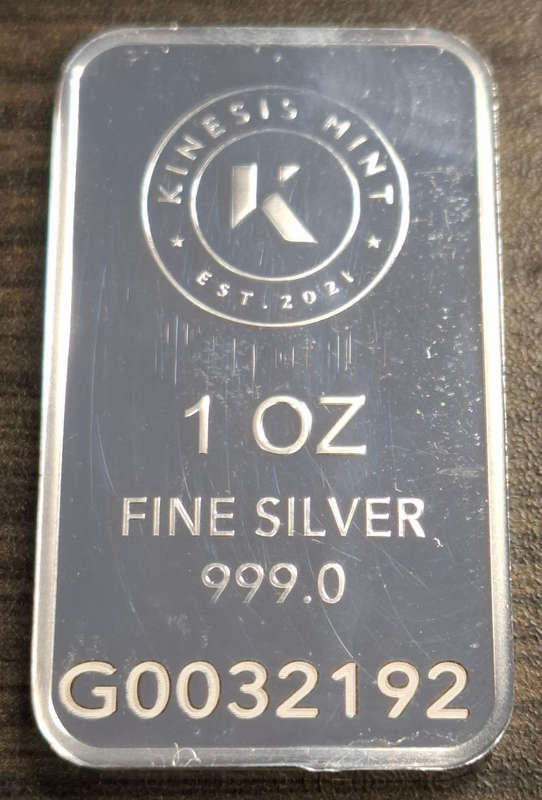 KINESIS MINT
K
EST. 2021
1 OZ
FINE SILVER
999.0
G0032192